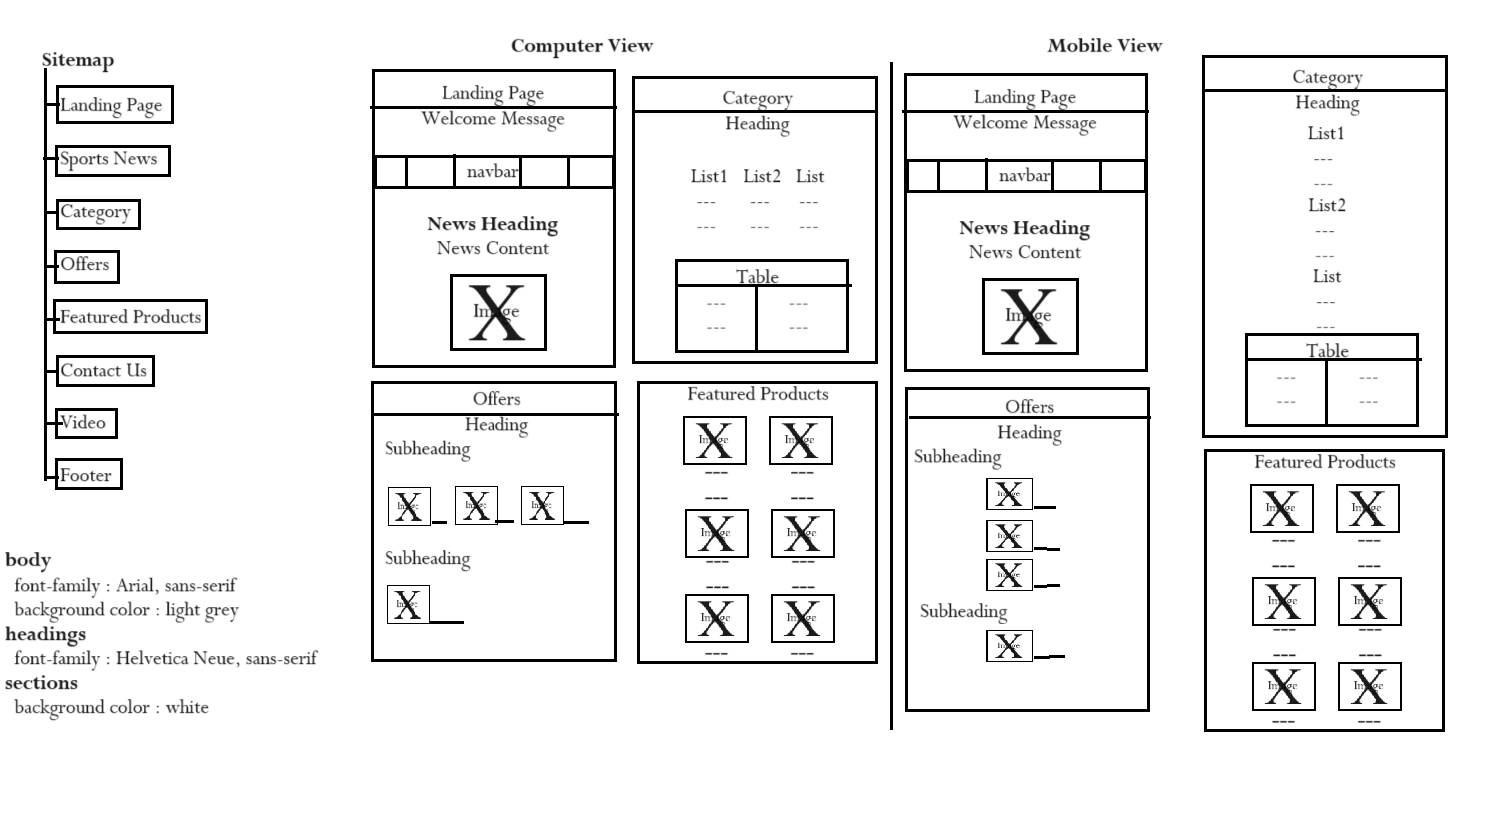 Sitemap
Landing Page
Sports News
Category
Offers
Featured Products
Contact Us
Video
Footer
body
font-family : Arial, sans-serif
background color : light grey
headings
font-family : Helvetica Neue, sans-serif
sections
background color : white
Computer View
Landing Page
Welcome Message
navbar
News Heading
News Content
X
Image
Category
Heading
List1 List2 List
--- --- ---
--- --- ---
Table
--- ---
--- ---
Offers
Heading
Subheading
X X X
Image Image Image
Subheading
X
Image
Featured Products
X X
Image Image
--- ---
--- ---
X X
Image Image
--- ---
--- ---
X X
Image Image
--- ---
Mobile View
Landing Page
Welcome Message
navbar
News Heading
News Content
X
Image
Category
Heading
List1
---
---
List2
---
---
List
---
---
Table
--- ---
--- ---
Offers
Heading
Subheading
X
Image
X
Image
X
Image
Subheading
X
Image
Featured Products
X X
Image Image
--- ---
--- ---
X X
Image Image
--- ---
--- ---
X X
Image Image
--- ---